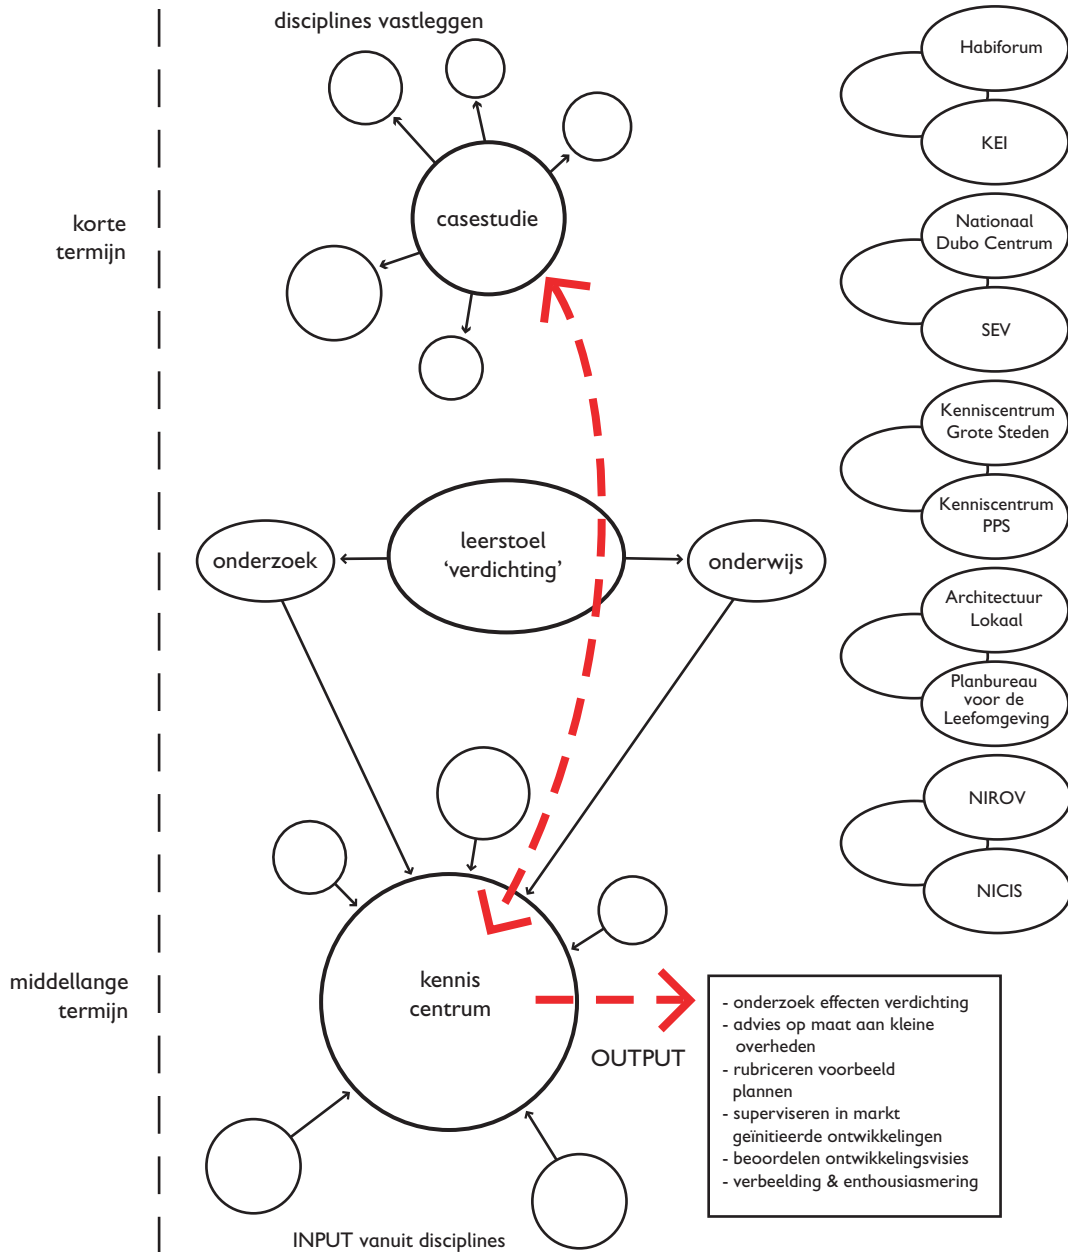 disciplines vastleggen
korte
termijn
casestudie
onderzoek
leerstoel
‘verdichting’
onderwijs
middellange
termijn
kennis
centrum
OUTPUT
- onderzoek effecten verdichting
- advies op maat aan kleine
overheden
- rubriceren voorbeeld
plannen
- superviseren in markt
geïnitieerde ontwikkelingen
- beoordelen ontwikkelingsvisies
- verbeelding & enthousiasmering
INPUT vanuit disciplines
Habiforum
KEI
Nationaal
Dubo Centrum
SEV
Kenniscentrum
Grote Steden
Kenniscentrum
PPS
Architectuur
Lokaal
Planbureau
voor de
Leefomgeving
NIROV
NICIS